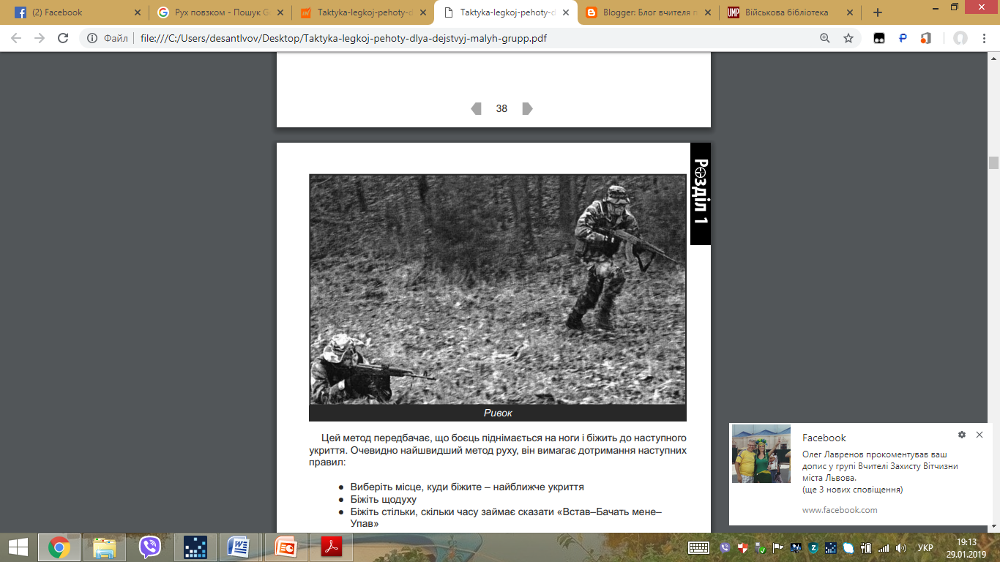 (2) Facebook
Рух повзком - Пошук G
Taktyka-legkoj-pehoty-d
Taktyka-legkoj-pehoty-d
Blogger: Блог вчителя п
UMP Військова бібліотека
Файл file:///C:/Users/desantlvov/Desktop/Taktyka-legkoj-pehoty-dlya-dejstvyj-malyh-grupp.pdf
38
Розділ 1
Ривок
Цей метод передбачає, що боєць піднімається на ноги і біжить до наступного
укриття. Очевидно найшвидший метод руху, він вимагає дотримання наступних
правил:
● Виберіть місце, куди біжите – найближче укриття
● Біжіть щодуху
● Біжіть стільки, скільки часу займає сказати «Встав–Бачать мене–
Упав»
Facebook
Олег Лавренов прокоментував ваш
допис у групі Вчителі Захисту Вітчизни
міста Львова.
(ще 3 нових сповіщення)
www.facebook.com
УКР
19:13
29.01.2019